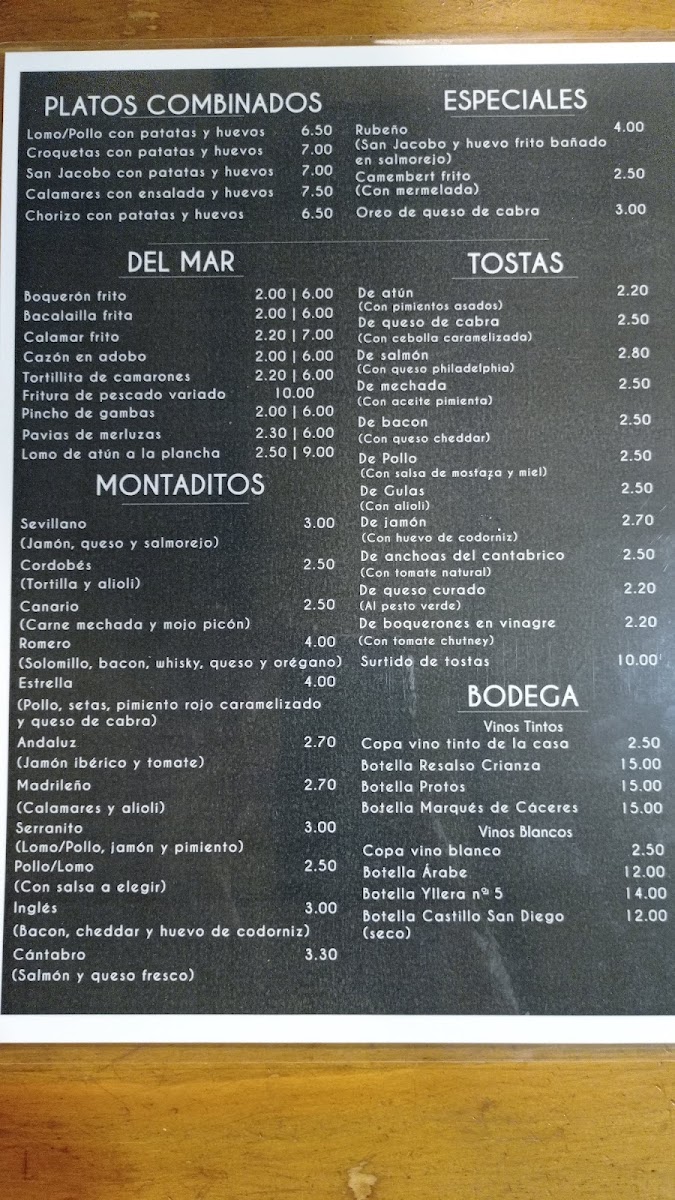 PLATOS COMBINADOS
Lomo/Pollo con patatas y huevos 6.50
Croquetas con patatas y huevos 7.00
San Jacobo con patatas y huevos 7.00
Calamares con ensalada y huevos 7.50
Chorizo con patatas y huevos 6.50
DEL MAR
Boquerón frito 2.00 | 6.00
Bacalailla frita 2.00 | 6.00
Calamar frito 2.20 | 7.00
Cazón en adobo 2.00 | 6.00
Tortillita de camarones 2.20 | 6.00
Fritura de pescado variado 10.00
Pincho de gambas 2.00 | 6.00
Pavias de merluzas 2.30 | 6.00
Lomo de atún a la plancha 2.50 | 9.00
MONTADITOS
Sevillano 3.00
(Jamón, queso y salmorejo)
Cordobés 2.50
(Tortilla y alioli)
Canario 2.50
(Carne mechada y mojo picón)
Romero 4.00
(Solomillo, bacon, whisky, queso y orégano)
Estrella 4.00
(Pollo, setas, pimiento rojo caramelizado
y queso de cabra)
Andaluz 2.70
(Jamón ibérico y tomate)
Madrileño 2.70
(Calamares y alioli)
Serranito 3.00
(Lomo/Pollo, jamón y pimiento)
Pollo/Lomo 2.50
(Con salsa a elegir)
Inglés 3.00
(Bacon, cheddar y huevo de codorniz)
Cántabro 3.30
(Salmón y queso fresco)
ESPECIALES
Rubeño 4.00
(San Jacobo y huevo frito bañado
en salmorejo)
Camembert frito 2.50
(Con mermelada)
Oreo de queso de cabra 3.00
TOSTAS
De atún 2.20
(Con pimientos asados)
De queso de cabra 2.50
(Con cebolla caramelizada)
De salmón 2.80
(Con queso philadelphia)
De mechada 2.50
(Con aceite pimienta)
De bacon 2.50
(Con queso cheddar)
De Pollo 2.50
(Con salsa de mostaza y miel)
De Gulas 2.50
(Con alioli)
De jamón 2.70
(Con huevo de codorniz)
De anchoas del cantabrico 2.50
(Con tomate natural)
De queso curado 2.20
(Al pesto verde)
De boquerones en vinagre 2.20
(Con tomate chutney)
Surtido de tostas 10.00
BODEGA
Vinos Tintos
Copa vino tinto de la casa 2.50
Botella Resalso Crianza 15.00
Botella Protos 15.00
Botella Marqués de Cáceres 15.00
Vinos Blancos
Copa vino blanco 2.50
Botella Árabe 12.00
Botella Yllera nº 5 14.00
Botella Castillo San Diego 12.00
(seco)